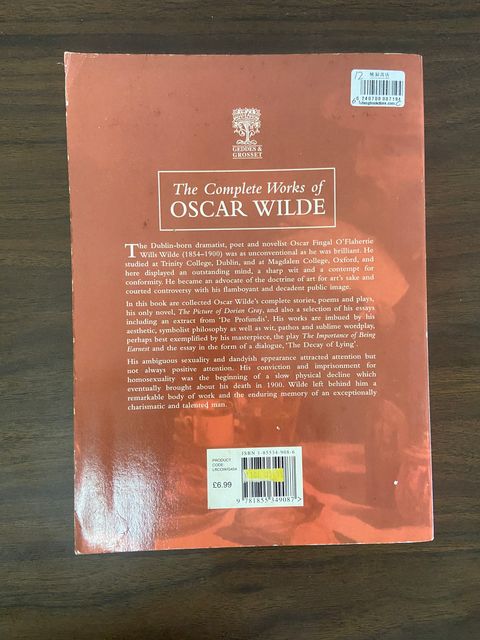 12
GEDDES &
GROSSET
The Complete Works of
OSCAR WILDE
The Dublin-born dramatist, poet and novelist Oscar Fingal O'Flahertie
Wills Wilde (1854–1900) was as unconventional as he was brilliant. He
studied at Trinity College, Dublin, and at Magdalen College, Oxford, and
here displayed an outstanding mind, a sharp wit and a contempt for
conformity. He became an advocate of the doctrine of art for art's sake and
courted controversy with his flamboyant and decadent public image.
In this book are collected Oscar Wilde's complete stories, poems and plays,
his only novel, The Picture of Dorian Gray, and also a selection of his essays
including an extract from 'De Profundis'. His works are imbued by his
aesthetic, symbolist philosophy as well as wit, pathos and sublime wordplay,
perhaps best exemplified by his masterpiece, the play The Importance of Being
Earnest and the essay in the form of a dialogue, 'The Decay of Lying'.
His ambiguous sexuality and dandyish appearance attracted attention but
not always positive attention. His conviction and imprisonment for
homosexuality was the beginning of a slow physical decline which
eventually brought about his death in 1900. Wilde left behind him a
remarkable body of work and the enduring memory of an exceptionally
charismatic and talented man.
ISBN 1-85534-908-6
PRODUCT
CODE:
£6.99
9 781855 349087>